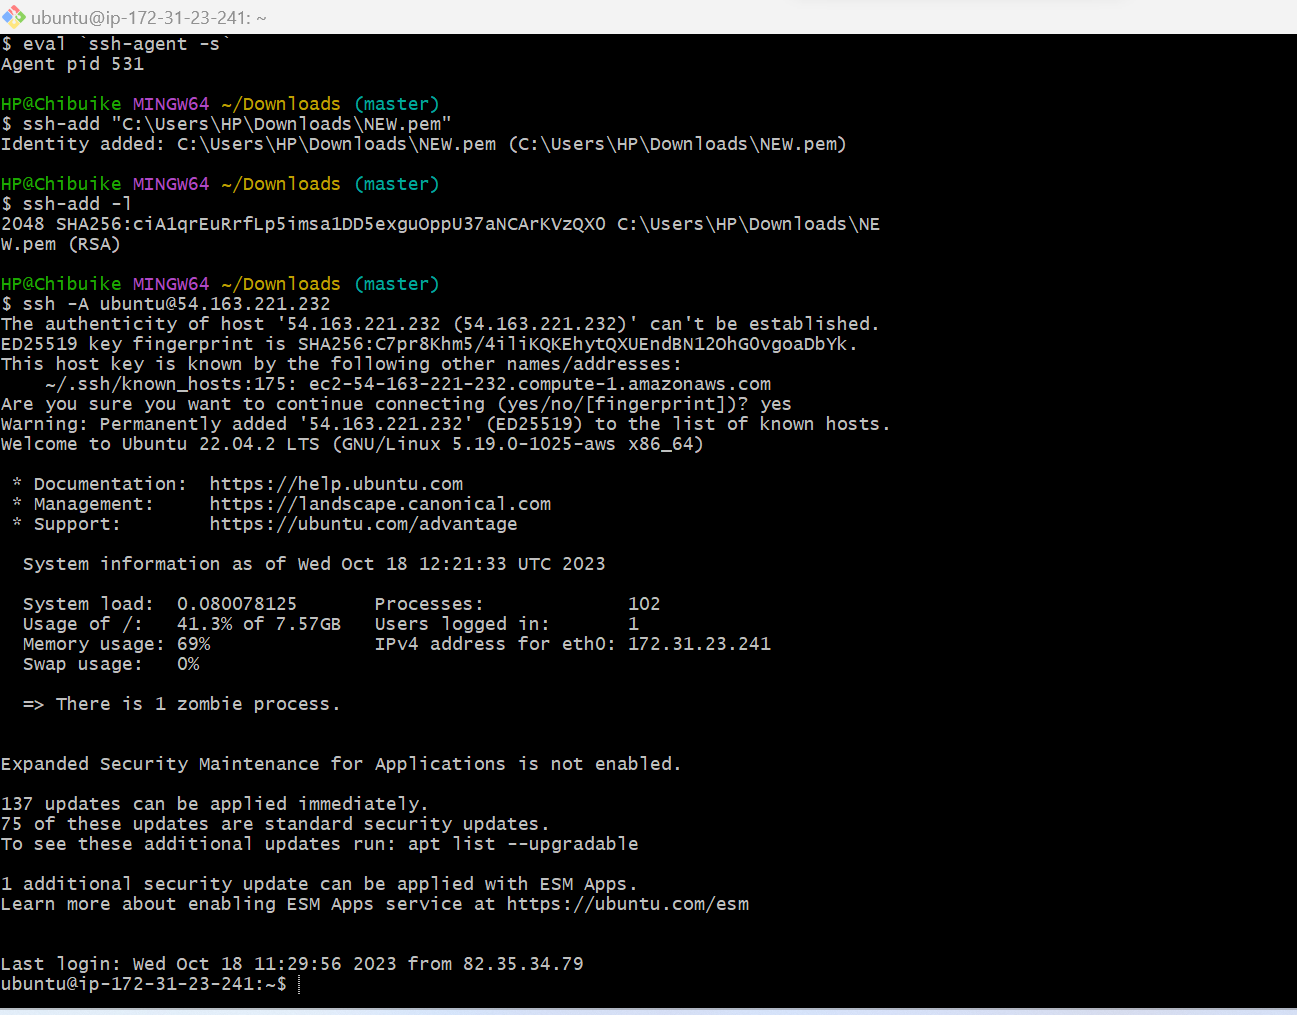 ubuntu@ip-172-31-23-241: ~
$ eval `ssh-agent -s`
Agent pid 531
HP@Chibuike MINGW64 ~/Downloads (master)
$ ssh-add "C:\Users\HP\Downloads\NEW.pem"
Identity added: C:\Users\HP\Downloads\NEW.pem (C:\Users\HP\Downloads\NEW.pem)
HP@Chibuike MINGW64 ~/Downloads (master)
$ ssh-add -l
2048 SHA256:ciA1qrEuRrfLp5imsa1DD5exguOppU37aNCArKVzQX0 C:\Users\HP\Downloads\NE
W.pem (RSA)
HP@Chibuike MINGW64 ~/Downloads (master)
$ ssh -A ubuntu@54.163.221.232
The authenticity of host '54.163.221.232 (54.163.221.232)' can't be established.
ED25519 key fingerprint is SHA256:C7pr8Khm5/4iliKQKEhytQXUEndBN12OhG0vgoaDbYk.
This host key is known by the following other names/addresses:
    ~/.ssh/known_hosts:175: ec2-54-163-221-232.compute-1.amazonaws.com
Are you sure you want to continue connecting (yes/no/[fingerprint])? yes
Warning: Permanently added '54.163.221.232' (ED25519) to the list of known hosts.
Welcome to Ubuntu 22.04.2 LTS (GNU/Linux 5.19.0-1025-aws x86_64)
 * Documentation:  https://help.ubuntu.com
 * Management:     https://landscape.canonical.com
 * Support:        https://ubuntu.com/advantage
  System information as of Wed Oct 18 12:21:33 UTC 2023
  System load:  0.080078125       Processes:             102
  Usage of /:   41.3% of 7.57GB   Users logged in:       1
  Memory usage: 69%               IPv4 address for eth0: 172.31.23.241
  Swap usage:   0%
  => There is 1 zombie process.
Expanded Security Maintenance for Applications is not enabled.
137 updates can be applied immediately.
75 of these updates are standard security updates.
To see these additional updates run: apt list --upgradable
1 additional security update can be applied with ESM Apps.
Learn more about enabling ESM Apps service at https://ubuntu.com/esm
Last login: Wed Oct 18 11:29:56 2023 from 82.35.34.79
ubuntu@ip-172-31-23-241:~$